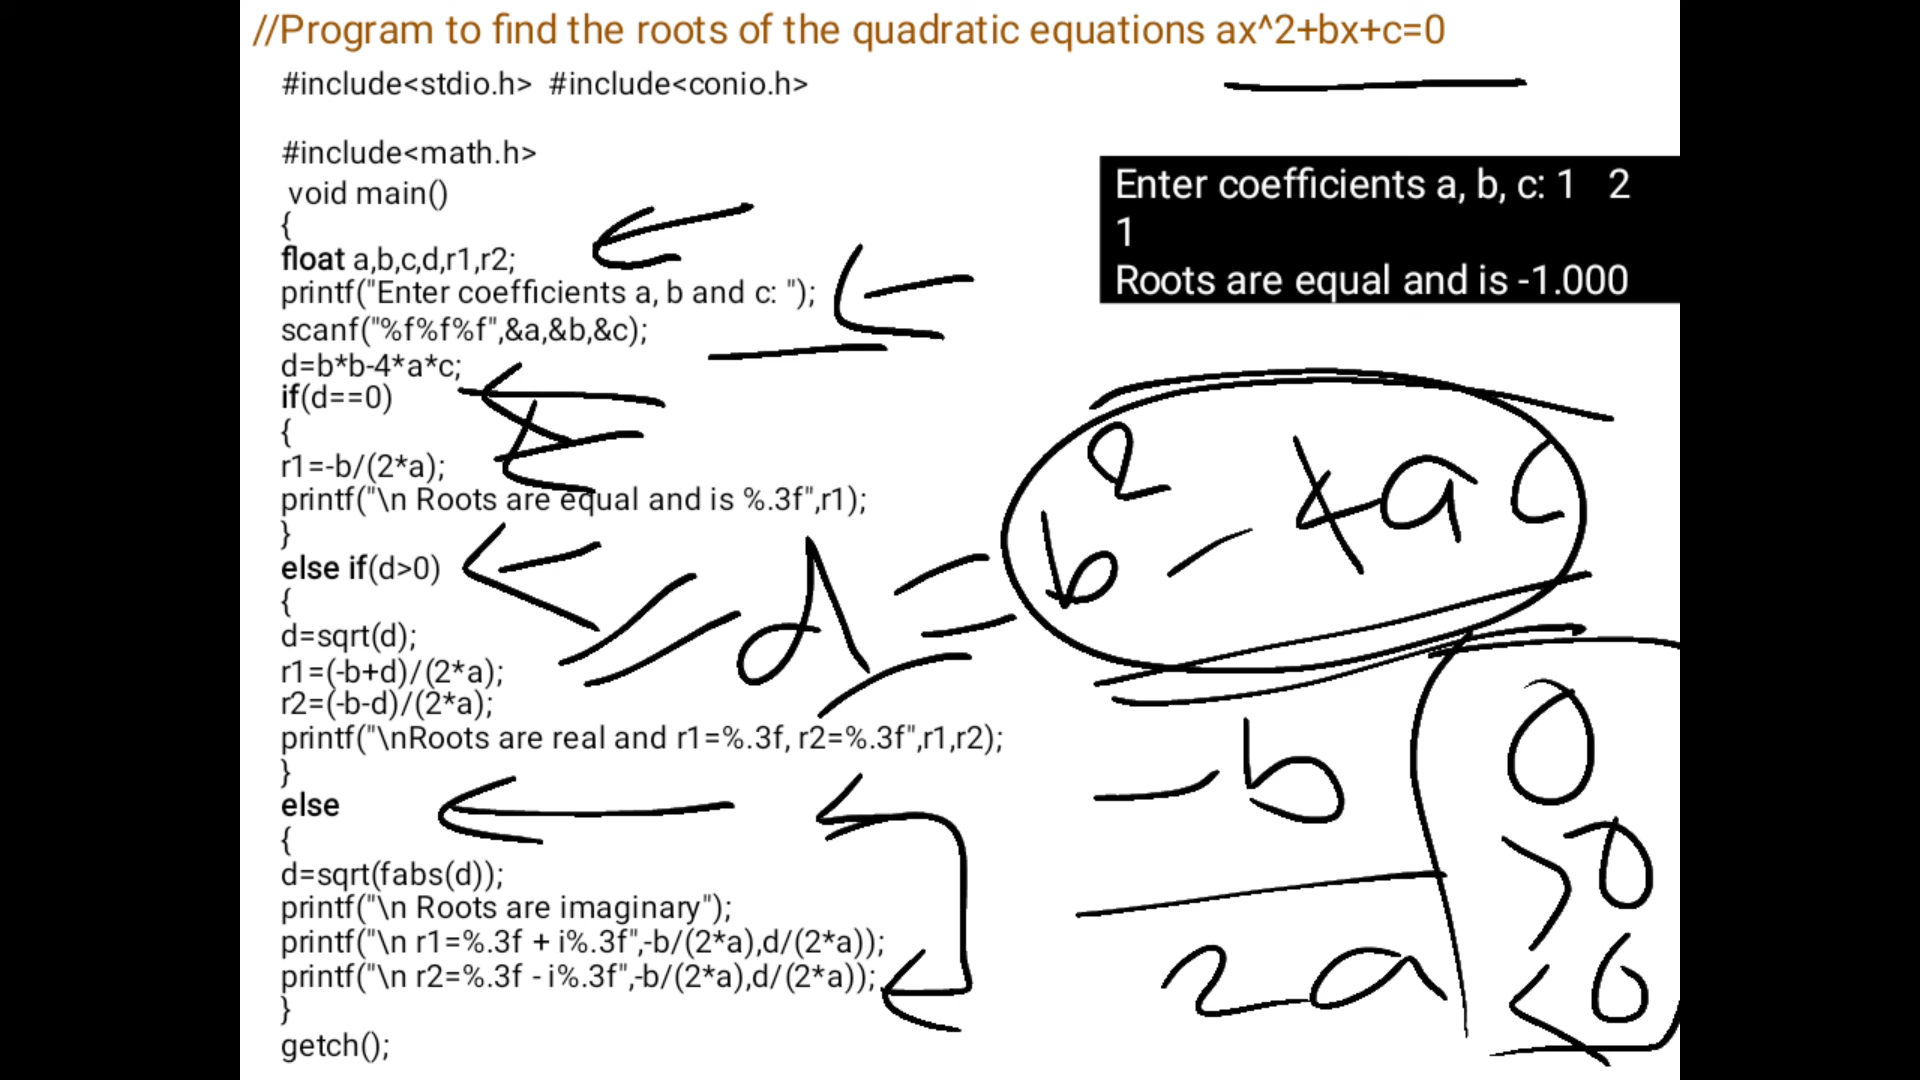 //Program to find the roots of the quadratic equations ax^2+bx+c=0
#include<stdio.h> #include<conio.h>
#include<math.h>
void main()
{
float a,b,c,d,r1,r2;
printf("Enter coefficients a, b and c: ");
scanf("%f%f%f",&a,&b,&c);
d=b*b-4*a*c;
if(d==0)
{
r1=-b/(2*a);
printf("\n Roots are equal and is %.3f",r1);
}
else if(d>0)
{
d=sqrt(d);
r1=(-b+d)/(2*a);
r2=(-b-d)/(2*a);
printf("\nRoots are real and r1=%.3f, r2=%.3f",r1,r2);
}
else
{
d=sqrt(fabs(d));
printf("\n Roots are imaginary");
printf("\n r1=%.3f + i%.3f",-b/(2*a),d/(2*a));
printf("\n r2=%.3f - i%.3f",-b/(2*a),d/(2*a));
}
getch();
Enter coefficients a, b, c: 1 2
1
Roots are equal and is -1.000
d = b² - 4ac
-b
2a
0
>0
<0